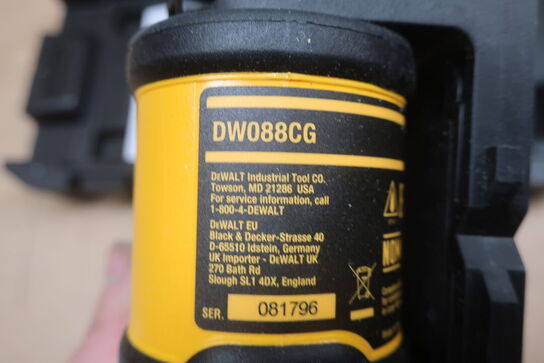 DW088CG
DEWALT Industrial Tool CO.
Towson, MD 21286 USA
For service information, call
1-800-4-DEWALT
DEWALT EU
Black & Decker-Strasse 40
D-65510 Idstein, Germany
UK Importer - DEWALT UK
270 Bath Rd
Slough SL1 4DX, England
SER. 081796